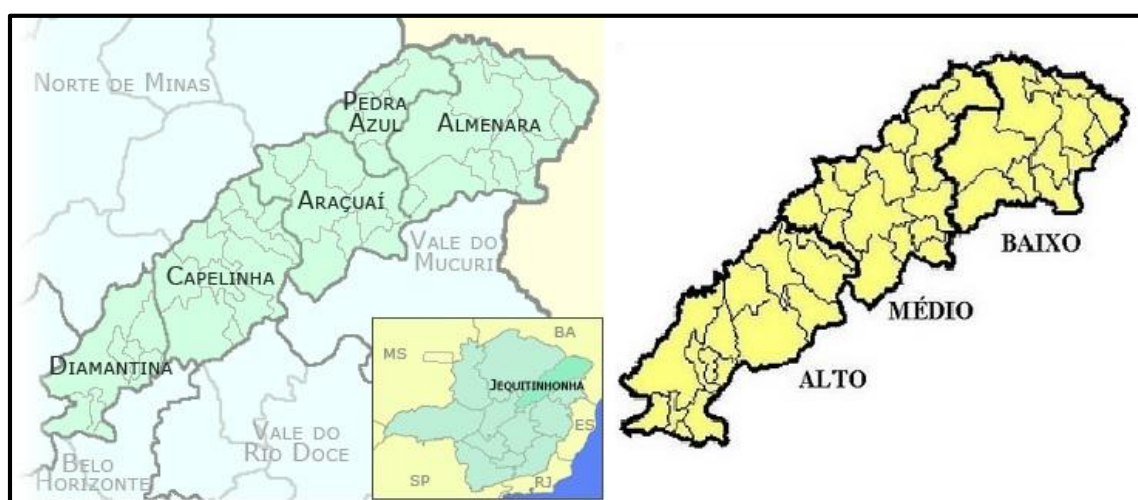 NORTE DE MINAS
PEDRA
AZUL
ALMENARA
ARAÇUAÍ
VALE DO
MUCURI
CAPELINHA
DIAMANTINA
VALE DO
RIO DOCE
BELO
HORIZONTE
MS
BA
JEQUITINHONHA
ES
SP
RJ
BAIXO
MÉDIO
ALTO